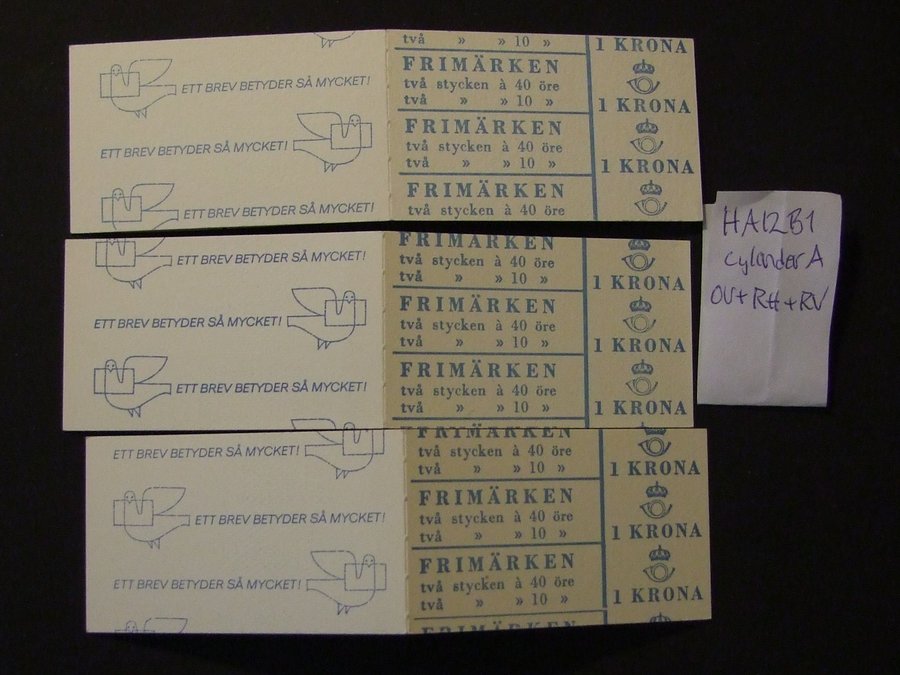 ETT BREV BETYDER SÅ MYCKET!
ETT BREV BETYDER SÅ MYCKET!
ETT BREV BETYDER SÅ MYCKET!
två » » 10 »
FRIMÄRKEN
två stycken à 40 öre
två » » 10 »
FRIMÄRKEN
två stycken à 40 öre
två » » 10 »
FRIMÄRKEN
två stycken à 40 öre
1 KRONA
1 KRONA
1 KRONA
ETT BREV BETYDER SÅ MYCKET!
ETT BREV BETYDER SÅ MYCKET!
ETT BREV BETYDER SÅ MYCKET!
FRIMÄRKEN
två stycken à 40 öre
två » » 10 »
FRIMÄRKEN
två stycken à 40 öre
två » » 10 »
FRIMÄRKEN
två stycken à 40 öre
två » » 10 »
1 KRONA
1 KRONA
1 KRONA
ETT BREV BETYDER SÅ MYCKET!
ETT BREV BETYDER SÅ MYCKET!
ETT BREV BETYDER SÅ MYCKET!
FRIMÄRKEN
två stycken à 40 öre
två » » 10 »
FRIMÄRKEN
två stycken à 40 öre
två » » 10 »
FRIMÄRKEN
två stycken à 40 öre
två » » 10 »
FRIMÄRKEN
1 KRONA
1 KRONA
1 KRONA
HA12B1
Cylinder A
OV+RH+RV